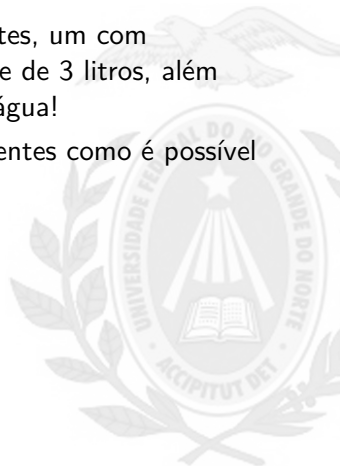 tes, um com
e de 3 litros, além
água!
entes como é possível
UNIVERSIDADE FEDERAL DO RIO GRANDE DO NORTE
ACCIPITUT DET